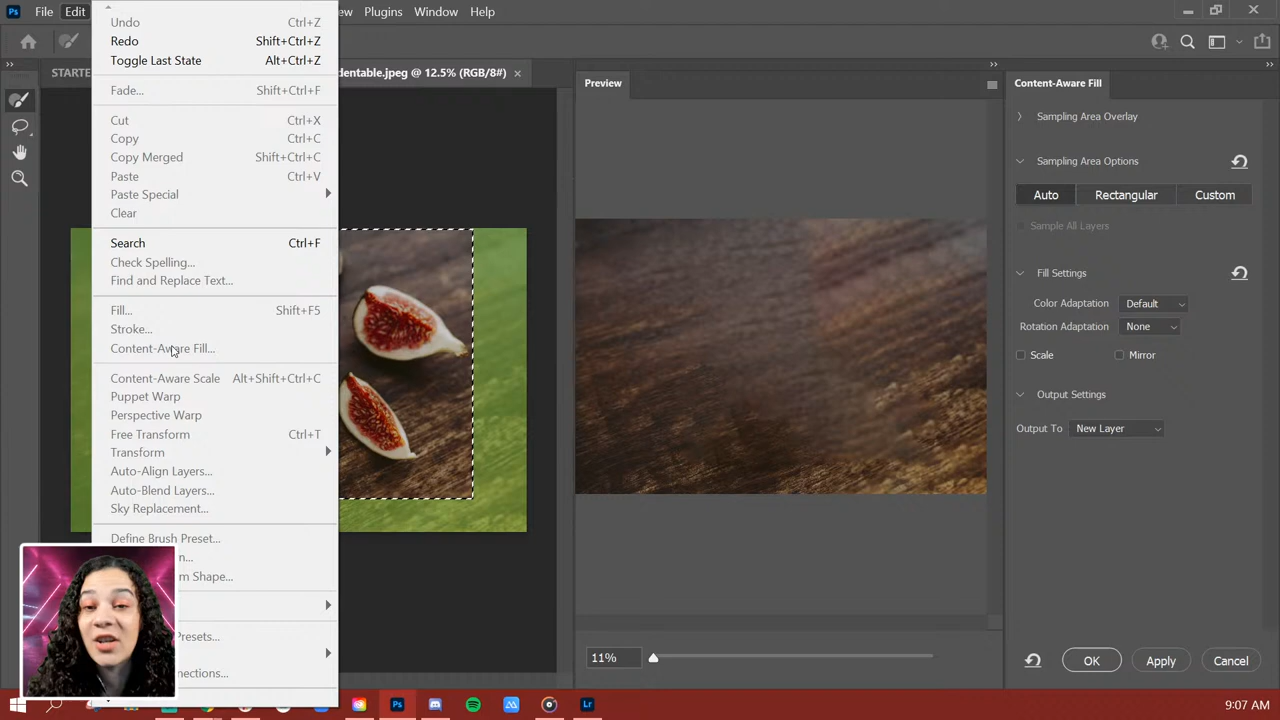 Ps File Edit ew Plugins Window Help
STARTE dentable.jpeg @ 12.5% (RGB/8#) ×
Undo Ctrl+Z
Redo Shift+Ctrl+Z
Toggle Last State Alt+Ctrl+Z
Fade... Shift+Ctrl+F
Cut Ctrl+X
Copy Ctrl+C
Copy Merged Shift+Ctrl+C
Paste Ctrl+V
Paste Special
Clear
Search Ctrl+F
Check Spelling...
Find and Replace Text...
Fill... Shift+F5
Stroke...
Content-Aware Fill...
Content-Aware Scale Alt+Shift+Ctrl+C
Puppet Warp
Perspective Warp
Free Transform Ctrl+T
Transform
Auto-Align Layers...
Auto-Blend Layers...
Sky Replacement...
Define Brush Preset...
n...
m Shape...
Presets...
nections...
Preview
11%
Content-Aware Fill
Sampling Area Overlay
Sampling Area Options
Auto Rectangular Custom
Sample All Layers
Fill Settings
Color Adaptation Default
Rotation Adaptation None
Scale Mirror
Output Settings
Output To New Layer
OK Apply Cancel
Ps Lr 9:07 AM